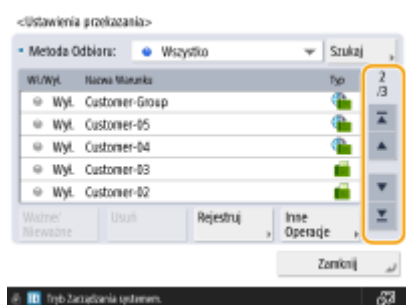 <Ustawienia przekazania>
Metoda Odbioru: Wszystko Szukaj
Wł./Wył. Nazwa Warunku Typ 2
/3
Wył. Customer-Group
Wył. Customer-05
Wył. Customer-04
Wył. Customer-03
Wył. Customer-02
Ważne/ Usuń Rejestruj Inne
Nieważne Operacje
Zamknij
ID Tryb Zarządzania systemem.